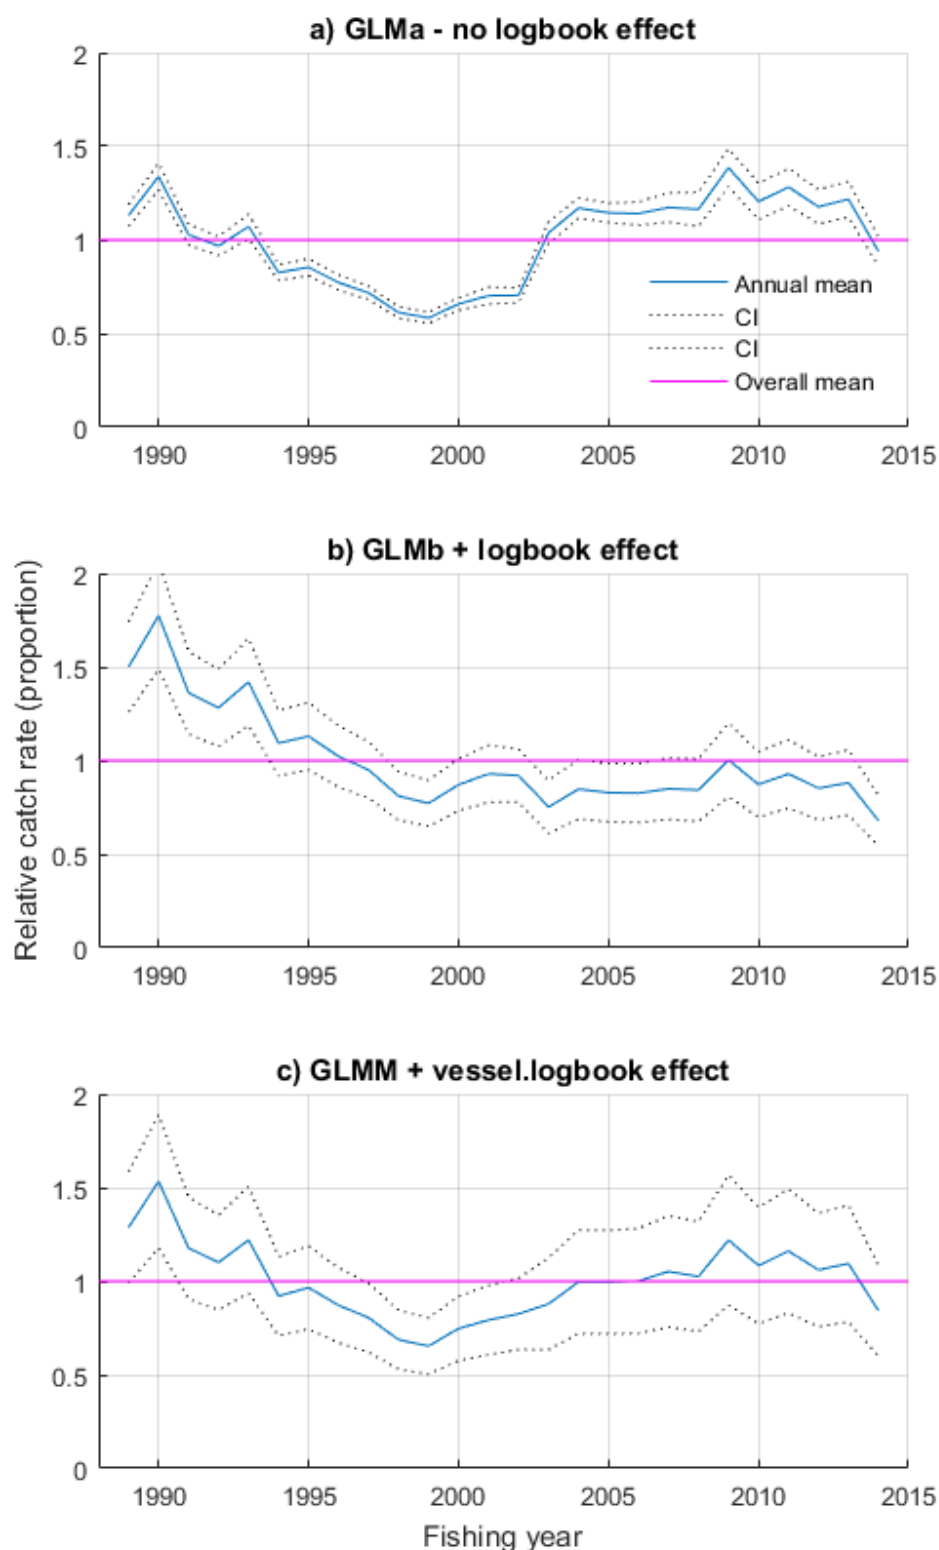 a) GLMa - no logbook effect
2
1.5
1
0.5
0
Annual mean
CI
CI
Overall mean
1990 1995 2000 2005 2010 2015
b) GLMb + logbook effect
Relative catch rate (proportion)
2
1.5
1
0.5
0
1990 1995 2000 2005 2010 2015
c) GLMM + vessel.logbook effect
2
1.5
1
0.5
0
1990 1995 2000 2005 2010 2015
Fishing year